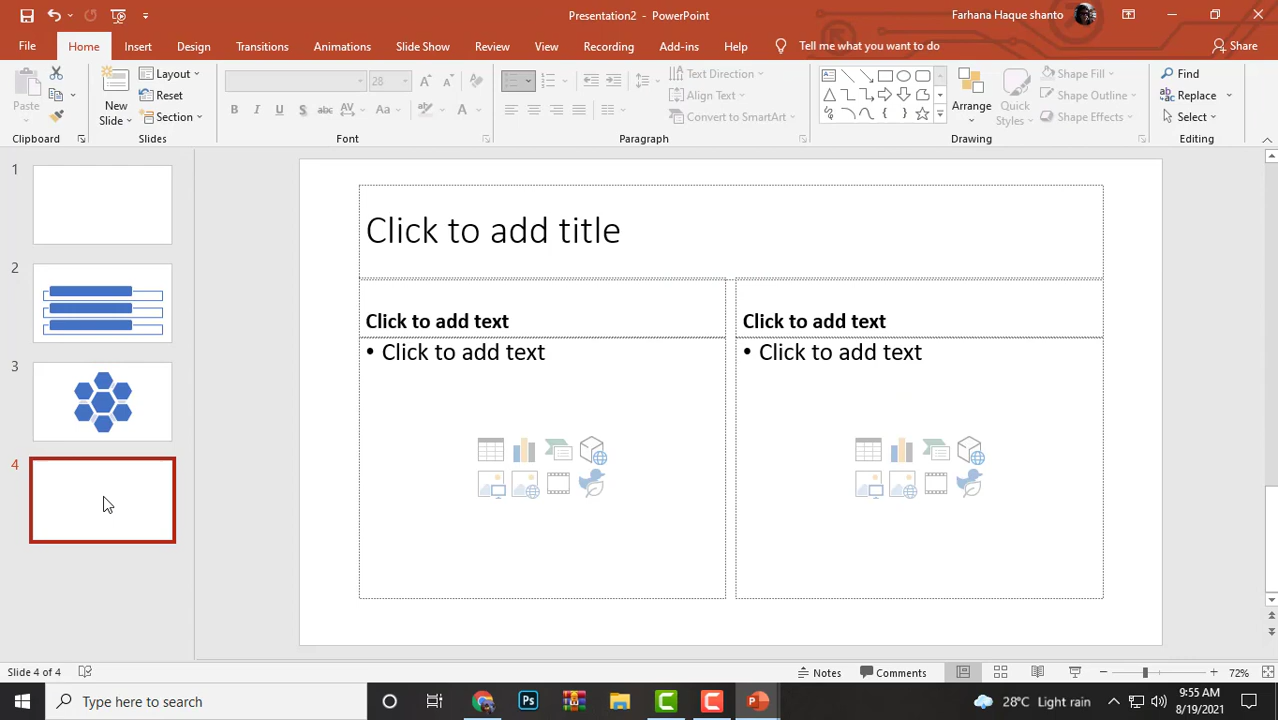 Presentation2 - PowerPoint
Farhana Haque shanto
File Home Insert Design Transitions Animations Slide Show Review View Recording Add-ins Help Tell me what you want to do Share
Paste
New Slide
Layout
Reset
Section
28
B I U S abc AV Aa A
Text Direction
Align Text
Convert to SmartArt
Arrange
Quick Styles
Shape Fill
Shape Outline
Shape Effects
Find
Replace
Select
Clipboard Slides Font Paragraph Drawing Editing
1
2
3
4
Click to add title
Click to add text
• Click to add text
Click to add text
• Click to add text
Slide 4 of 4
Notes Comments 72%
Type here to search
Ps
28°C Light rain
9:55 AM
8/19/2021